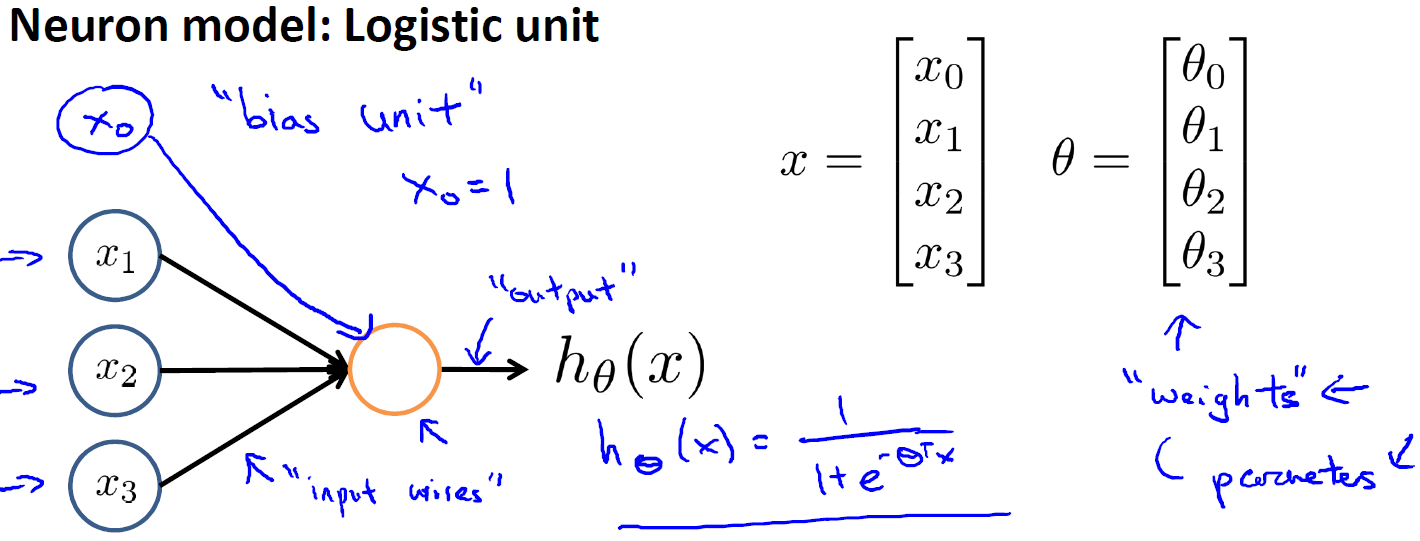 Neuron model: Logistic unit
x₀ "bias unit"
x₀ = 1
x₁
x₂
x₃
"input wires"
"output"
hθ(x)
hθ(x) = 1 / (1 + e^(-θᵀx))
x = [x₀
x₁
x₂
x₃]
θ = [θ₀
θ₁
θ₂
θ₃]
"weights" ←
( parameters